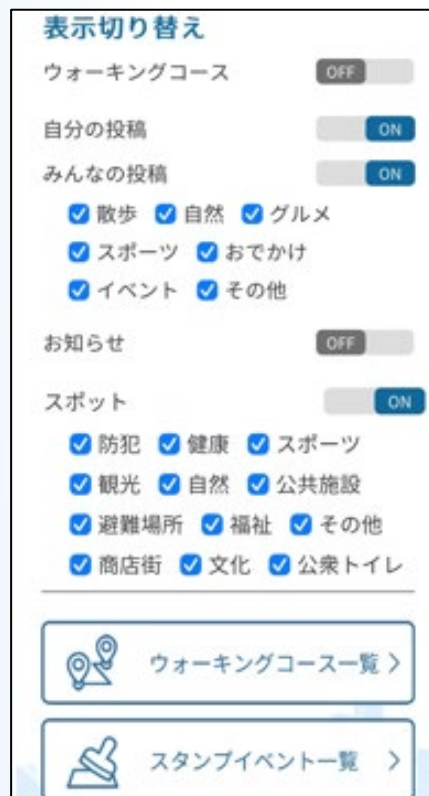 表示切り替え
ウォーキングコース OFF
自分の投稿 ON
みんなの投稿 ON
散歩 自然 グルメ
スポーツ おでかけ
イベント その他
お知らせ OFF
スポット ON
防犯 健康 スポーツ
観光 自然 公共施設
避難場所 福祉 その他
商店街 文化 公衆トイレ
ウォーキングコース一覧
スタンプイベント一覧